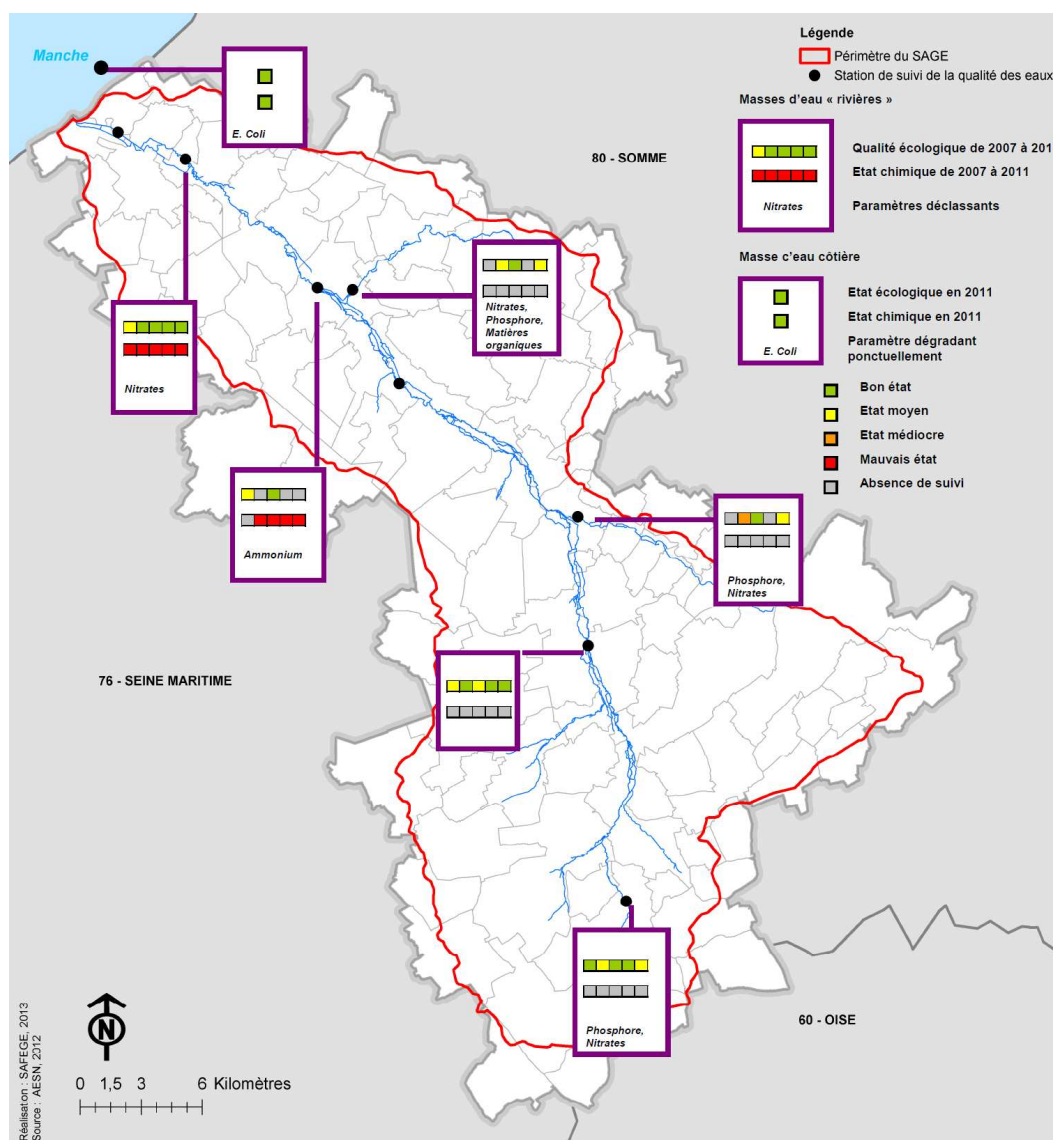 Manche
E. Coli
80 - SOMME
Nitrates,
Phosphore,
Matières
organiques
Nitrates
Ammonium
Phosphore,
Nitrates
76 - SEINE MARITIME
Phosphore,
Nitrates
60 - OISE
Légende
Périmètre du SAGE
Station de suivi de la qualité des eaux
Masses d'eau « rivières »
Qualité écologique de 2007 à 201
Etat chimique de 2007 à 2011
Nitrates
Paramètres déclassants
Masse c'eau côtière
Etat écologique en 2011
Etat chimique en 2011
E. Coli
Paramètre dégradant
ponctuellement
Bon état
Etat moyen
Etat médiocre
Mauvais état
Absence de suivi
N
0 1,5 3 6 Kilomètres
Réalisation : SAFEGE, 2013
Source : AESN, 2012